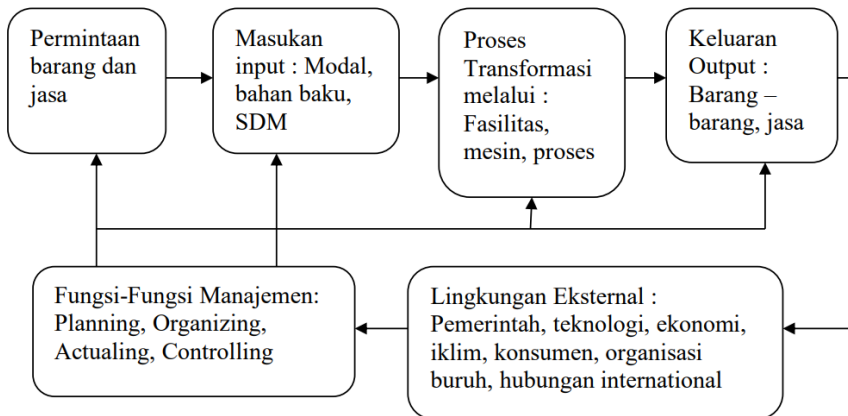 Permintaan
barang dan
jasa
Masukan
input : Modal,
bahan baku,
SDM
Proses
Transformasi
melalui :
Fasilitas,
mesin, proses
Keluaran
Output :
Barang –
barang, jasa
Fungsi-Fungsi Manajemen:
Planning, Organizing,
Actualing, Controlling
Lingkungan Eksternal :
Pemerintah, teknologi, ekonomi,
iklim, konsumen, organisasi
buruh, hubungan international